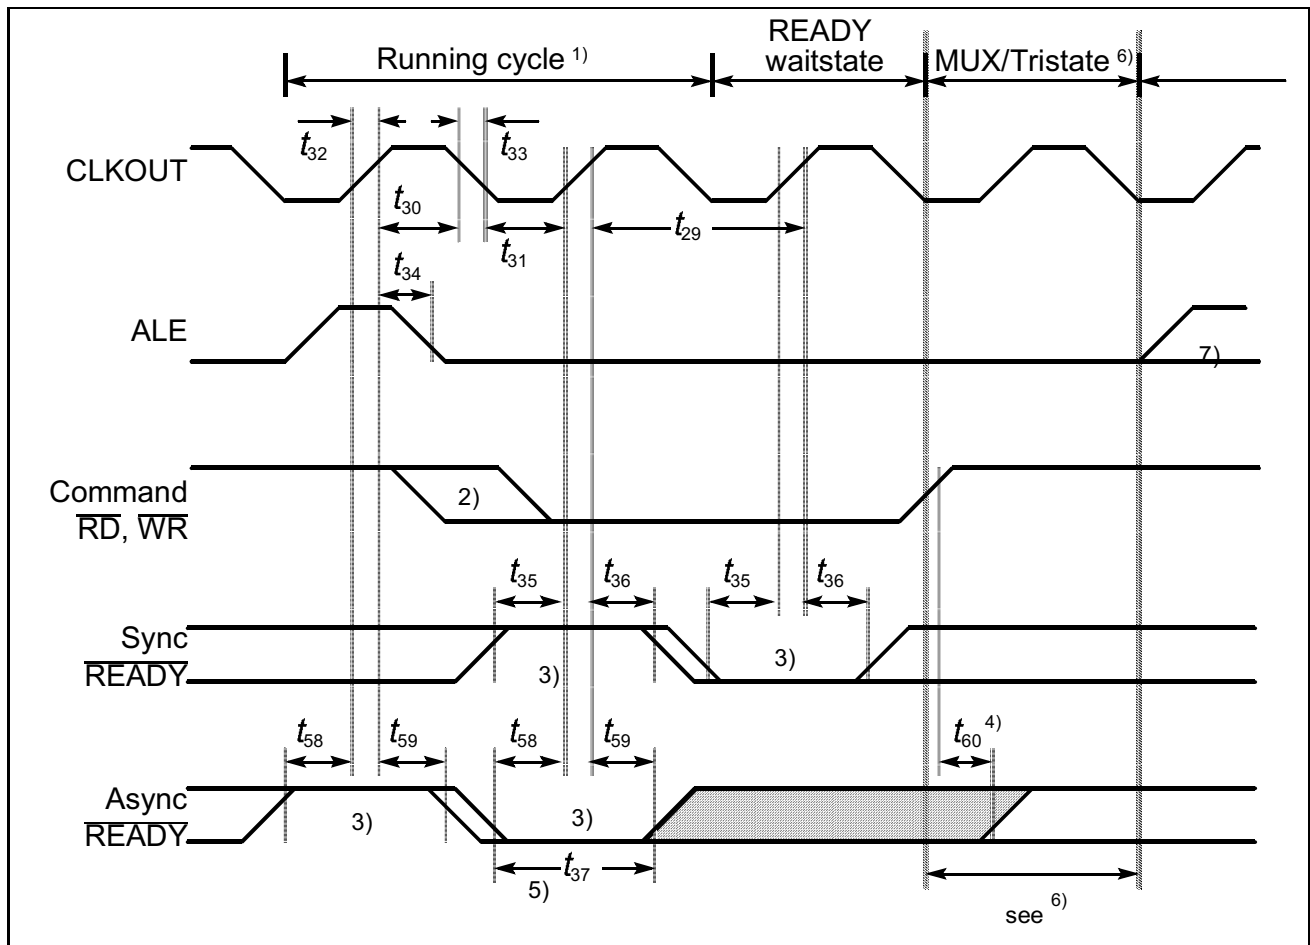 Running cycle 1)
READY
waitstate
MUX/Tristate 6)
t32
t33
CLKOUT
t30
t31
t29
t34
ALE
7)
Command
RD, WR
2)
t35
t36
t35
t36
Sync
READY
3)
3)
t58
t59
t58
t59
t60 4)
Async
READY
3)
3)
t37
5)
see 6)